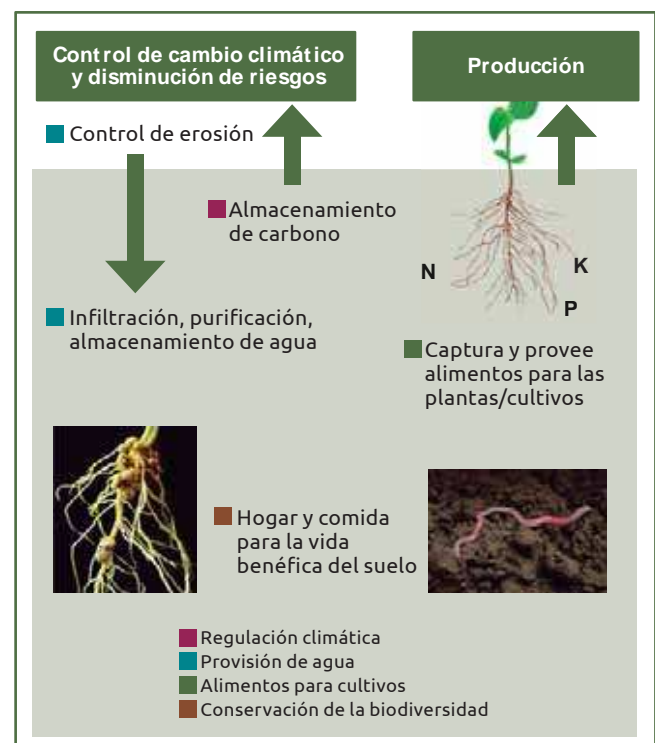 Control de cambio climático
y disminución de riesgos
Producción
Control de erosión
Almacenamiento
de carbono
N
K
P
Infiltración, purificación,
almacenamiento de agua
Captura y provee
alimentos para las
plantas/cultivos
Hogar y comida
para la vida
benéfica del suelo
Regulación climática
Provisión de agua
Alimentos para cultivos
Conservación de la biodiversidad